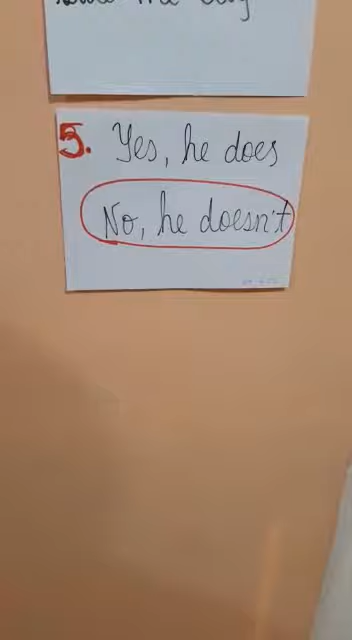 5. Yes, he does
No, he doesn't